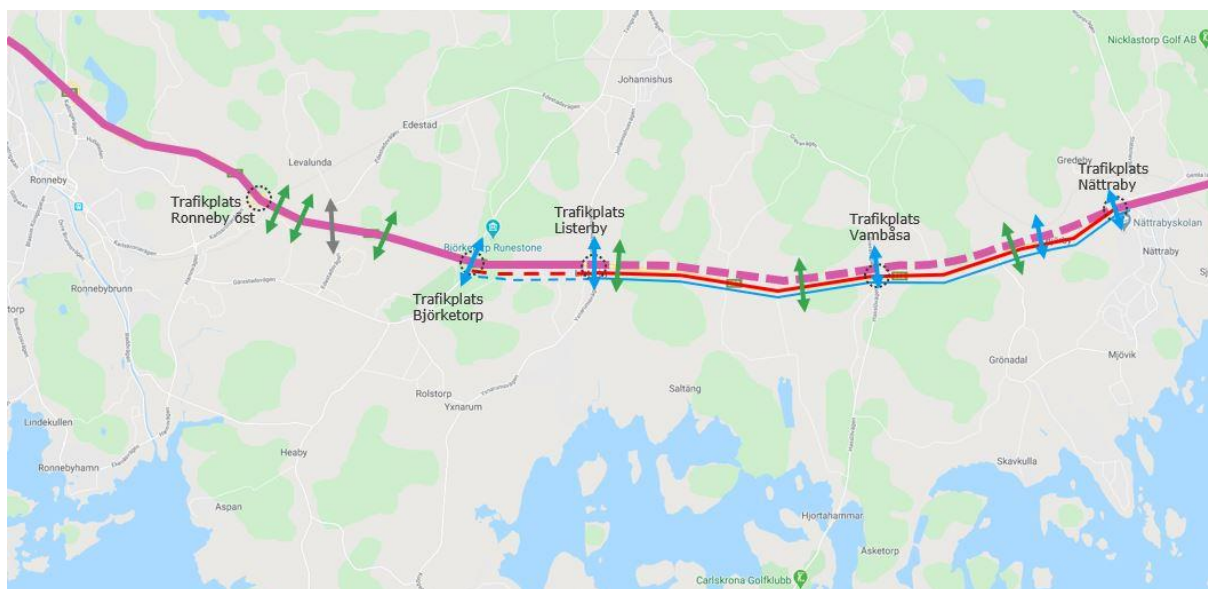 Nicklastorp Golf AB
Johannishus
Edestad
Edestadsvägen
Levalunda
Ronneby
Gredeby
Trafikplats
Nättraby
Trafikplats
Ronneby öst
Trafikplats
Listerby
Trafikplats
Vambåsa
Nättrabyskolan
Björketorp Runestone
Nättraby
Ronnebybrunn
Gärestadsvägen
Trafikplats
Björketorp
Grönadal
Mjövik
Rolstorp
Saltäng
Yxnarum
Lindekullen
Heaby
Skavkulla
Ronnebyhamn
Aspan
Hjortahammar
Åsketorp
Carlskrona Golfklubb